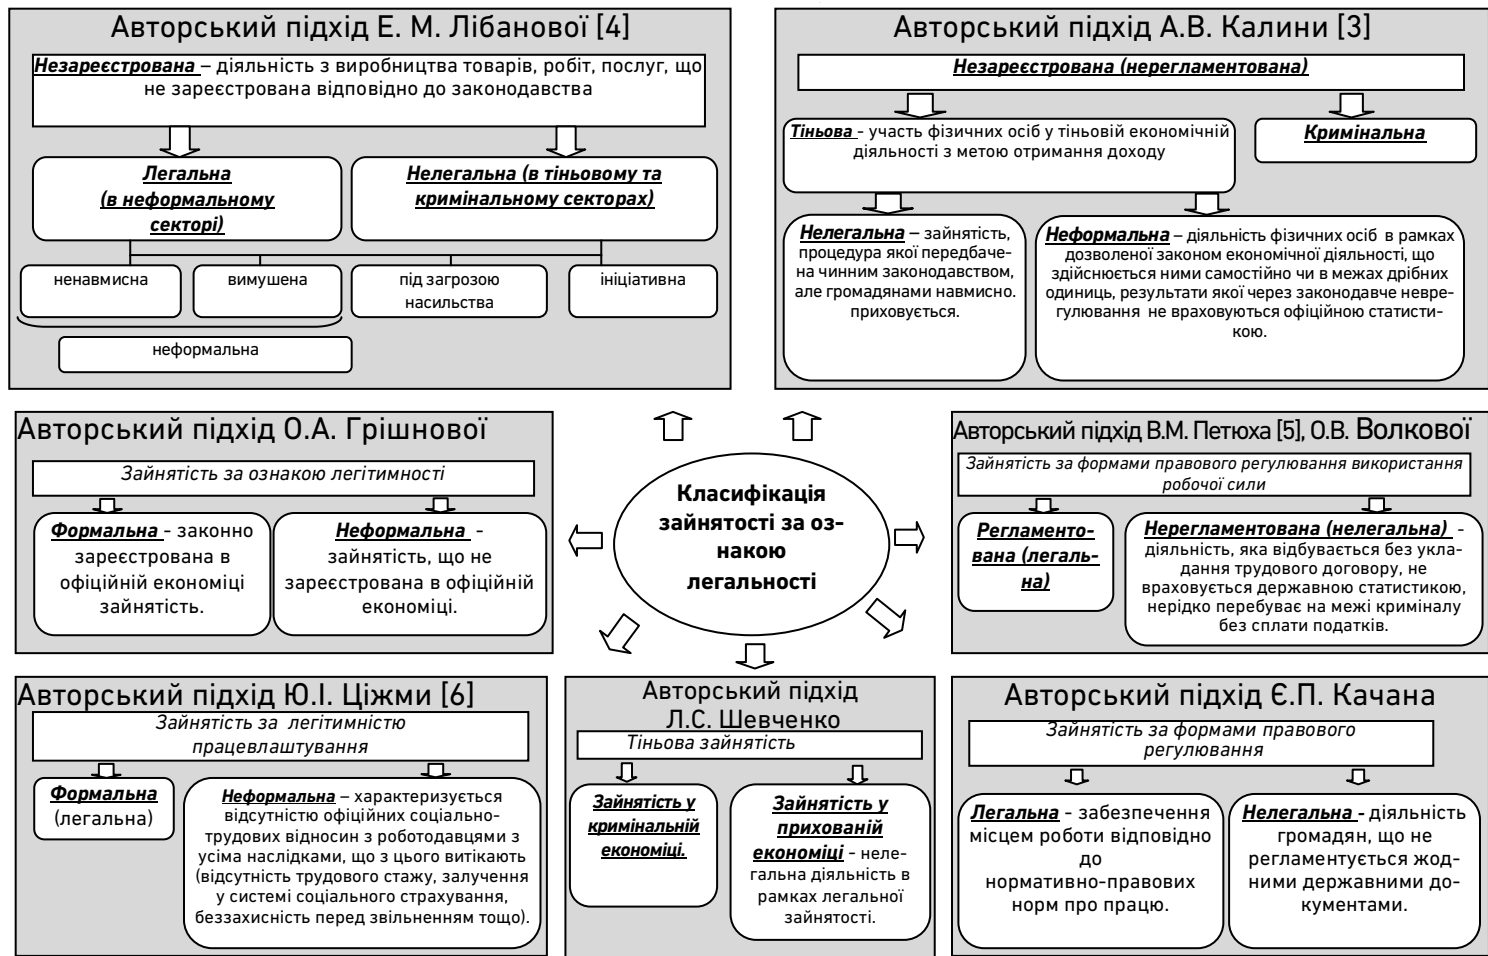 Авторський підхід Е. М. Лібанової [4]
Незареєстрована – діяльність з виробництва товарів, робіт, послуг, що
не зареєстрована відповідно до законодавства
Легальна
(в неформальному
секторі)
Нелегальна (в тіньовому та
кримінальному секторах)
ненавмисна
вимушена
під загрозою
насильства
ініціативна
неформальна
Авторський підхід А.В. Калини [3]
Незареєстрована (нерегламентована)
Тіньова - участь фізичних осіб у тіньовій економічній
діяльності з метою отримання доходу
Кримінальна
Нелегальна – зайнятість,
процедура якої передбаче-
на чинним законодавством,
але громадянами навмисно.
приховується.
Неформальна – діяльність фізичних осіб в рамках
дозволеної законом економічної діяльності, що
здійснюється ними самостійно чи в межах дрібних
одиниць, результати якої через законодавче невре-
гулювання не враховуються офіційною статисти-
кою.
Авторський підхід О.А. Грішнової
Зайнятість за ознакою легітимності
Формальна - законно
зареєстрована в
офіційній економіці
зайнятість.
Неформальна -
зайнятість, що не
зареєстрована в офіційній
економіці.
Класифікація
зайнятості за оз-
накою
легальності
Авторський підхід В.М. Петюха [5], О.В. Волкової
Зайнятість за формами правового регулювання використання
робочої сили
Регламенто-
вана (легаль-
на)
Нерегламентована (нелегальна) -
діяльність, яка відбувається без укла-
дання трудового договору, не
враховується державною статистикою,
нерідко перебуває на межі криміналу
без сплати податків.
Авторський підхід Ю.І. Ціжми [6]
Зайнятість за легітимністю
працевлаштування
Формальна
(легальна)
Неформальна – характеризується
відсутністю офіційних соціально-
трудових відносин з роботодавцями з
усіма наслідками, що з цього витікають
(відсутність трудового стажу, залучення
у системі соціального страхування,
беззахисність перед звільненням тощо).
Авторський підхід
Л.С. Шевченко
Тіньова зайнятість
Зайнятість у
кримінальній
економіці.
Зайнятість у
прихованій
економіці - неле-
гальна діяльність в
рамках легальної
зайнятості.
Авторський підхід Є.П. Качана
Зайнятість за формами правового
регулювання
Легальна - забезпечення
місцем роботи відповідно
до
нормативно-правових
норм про працю.
Нелегальна - діяльність
громадян, що не
регламентується жод-
ними державними до-
кументами.